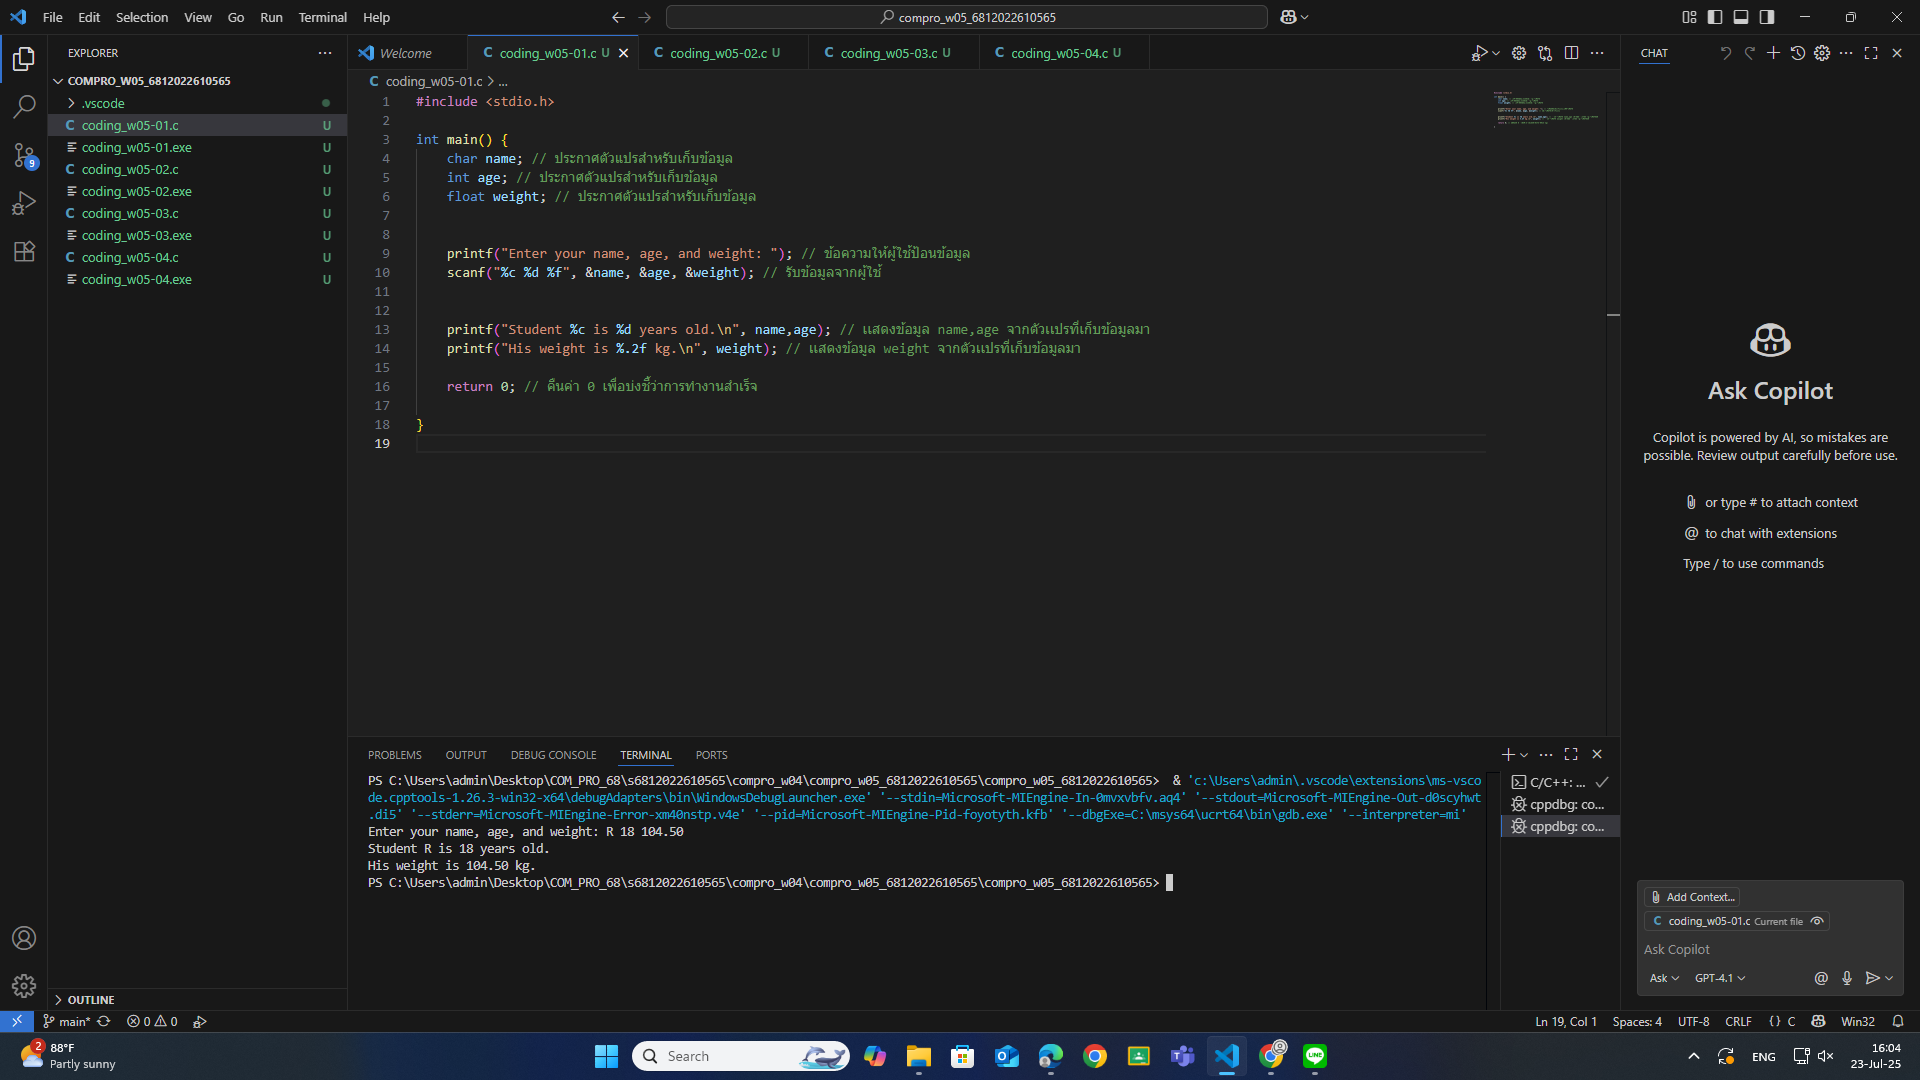 File Edit Selection View Go Run Terminal Help
compro_w05_6812022610565
EXPLORER
COMPRO_W05_6812022610565
.vscode
coding_w05-01.c U
coding_w05-01.exe U
coding_w05-02.c U
coding_w05-02.exe U
coding_w05-03.c U
coding_w05-03.exe U
coding_w05-04.c U
coding_w05-04.exe U
9
OUTLINE
Welcome
coding_w05-01.c U
coding_w05-02.c U
coding_w05-03.c U
coding_w05-04.c U
coding_w05-01.c > ...
1 #include <stdio.h>
2
3 int main() {
4 char name; // ประกาศตัวแปรสำหรับเก็บข้อมูล
5 int age; // ประกาศตัวแปรสำหรับเก็บข้อมูล
6 float weight; // ประกาศตัวแปรสำหรับเก็บข้อมูล
7
8
9 printf("Enter your name, age, and weight: "); // ข้อความให้ผู้ใช้ป้อนข้อมูล
10 scanf("%c %d %f", &name, &age, &weight); // รับข้อมูลจากผู้ใช้
11
12
13 printf("Student %c is %d years old.\n", name,age); // แสดงข้อมูล name,age จากตัวแปรที่เก็บข้อมูลมา
14 printf("His weight is %.2f kg.\n", weight); // แสดงข้อมูล weight จากตัวแปรที่เก็บข้อมูลมา
15
16 return 0; // คืนค่า 0 เพื่อบ่งชี้ว่าการทำงานสำเร็จ
17
18 }
19
PROBLEMS OUTPUT DEBUG CONSOLE TERMINAL PORTS
PS C:\Users\admin\Desktop\COM_PRO_68\s6812022610565\compro_w04\compro_w05_6812022610565\compro_w05_6812022610565> & 'c:\Users\admin\.vscode\extensions\ms-vsco
de.cpptools-1.26.3-win32-x64\debugAdapters\bin\WindowsDebugLauncher.exe' '--stdin=Microsoft-MIEngine-In-0mvxvbfv.aq4' '--stdout=Microsoft-MIEngine-Out-d0scyhwt
.di5' '--stderr=Microsoft-MIEngine-Error-xm40nstp.v4e' '--pid=Microsoft-MIEngine-Pid-foyotyth.kfb' '--dbgExe=C:\msys64\ucrt64\bin\gdb.exe' '--interpreter=mi'
Enter your name, age, and weight: R 18 104.50
Student R is 18 years old.
His weight is 104.50 kg.
PS C:\Users\admin\Desktop\COM_PRO_68\s6812022610565\compro_w04\compro_w05_6812022610565\compro_w05_6812022610565>
C/C++: ...
cppdbg: co...
cppdbg: co...
CHAT
Ask Copilot
Copilot is powered by AI, so mistakes are
possible. Review output carefully before use.
or type # to attach context
@ to chat with extensions
Type / to use commands
Add Context...
coding_w05-01.c Current file
Ask Copilot
Ask GPT-4.1
main* 0 0
Ln 19, Col 1 Spaces: 4 UTF-8 CRLF {} C Win32
2
88°F
Partly sunny
Search
ENG
16:04
23-Jul-25